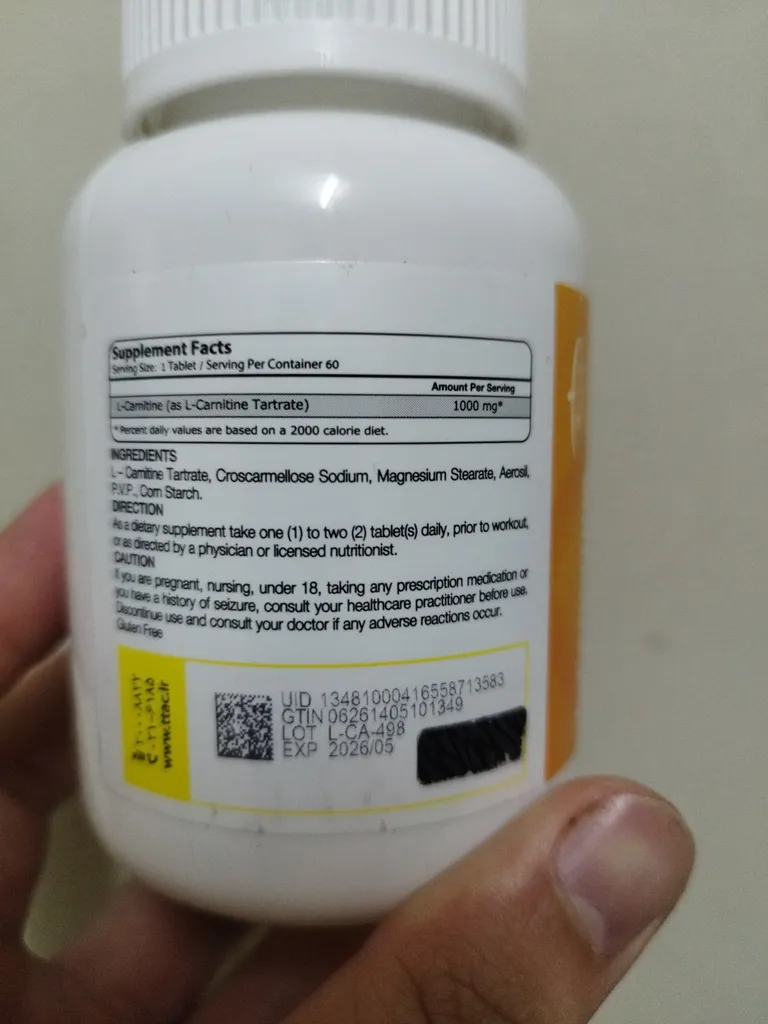 Supplement Facts
Serving Size: 1 Tablet / Serving Per Container 60
Amount Per Serving
L-Carnitine (as L-Carnitine Tartrate) 1000 mg*
* Percent daily values are based on a 2000 calorie diet.
INGREDIENTS
L - Carnitine Tartrate, Croscarmellose Sodium, Magnesium Stearate, Aerosil,
P.V.P., Corn Starch.
DIRECTION
As a dietary supplement take one (1) to two (2) tablet(s) daily, prior to workout,
or as directed by a physician or licensed nutritionist.
CAUTION
If you are pregnant, nursing, under 18, taking any prescription medication or
you have a history of seizure, consult your healthcare practitioner before use.
Discontinue use and consult your doctor if any adverse reactions occur.
Gluten Free
UID 13481000416558713583
GTIN 06261405101349
LOT L-CA-498
EXP 2026/05
۲۰۰۰۸۸۲۲
۰۲۱-۶۱۸۵
www.ttac.ir